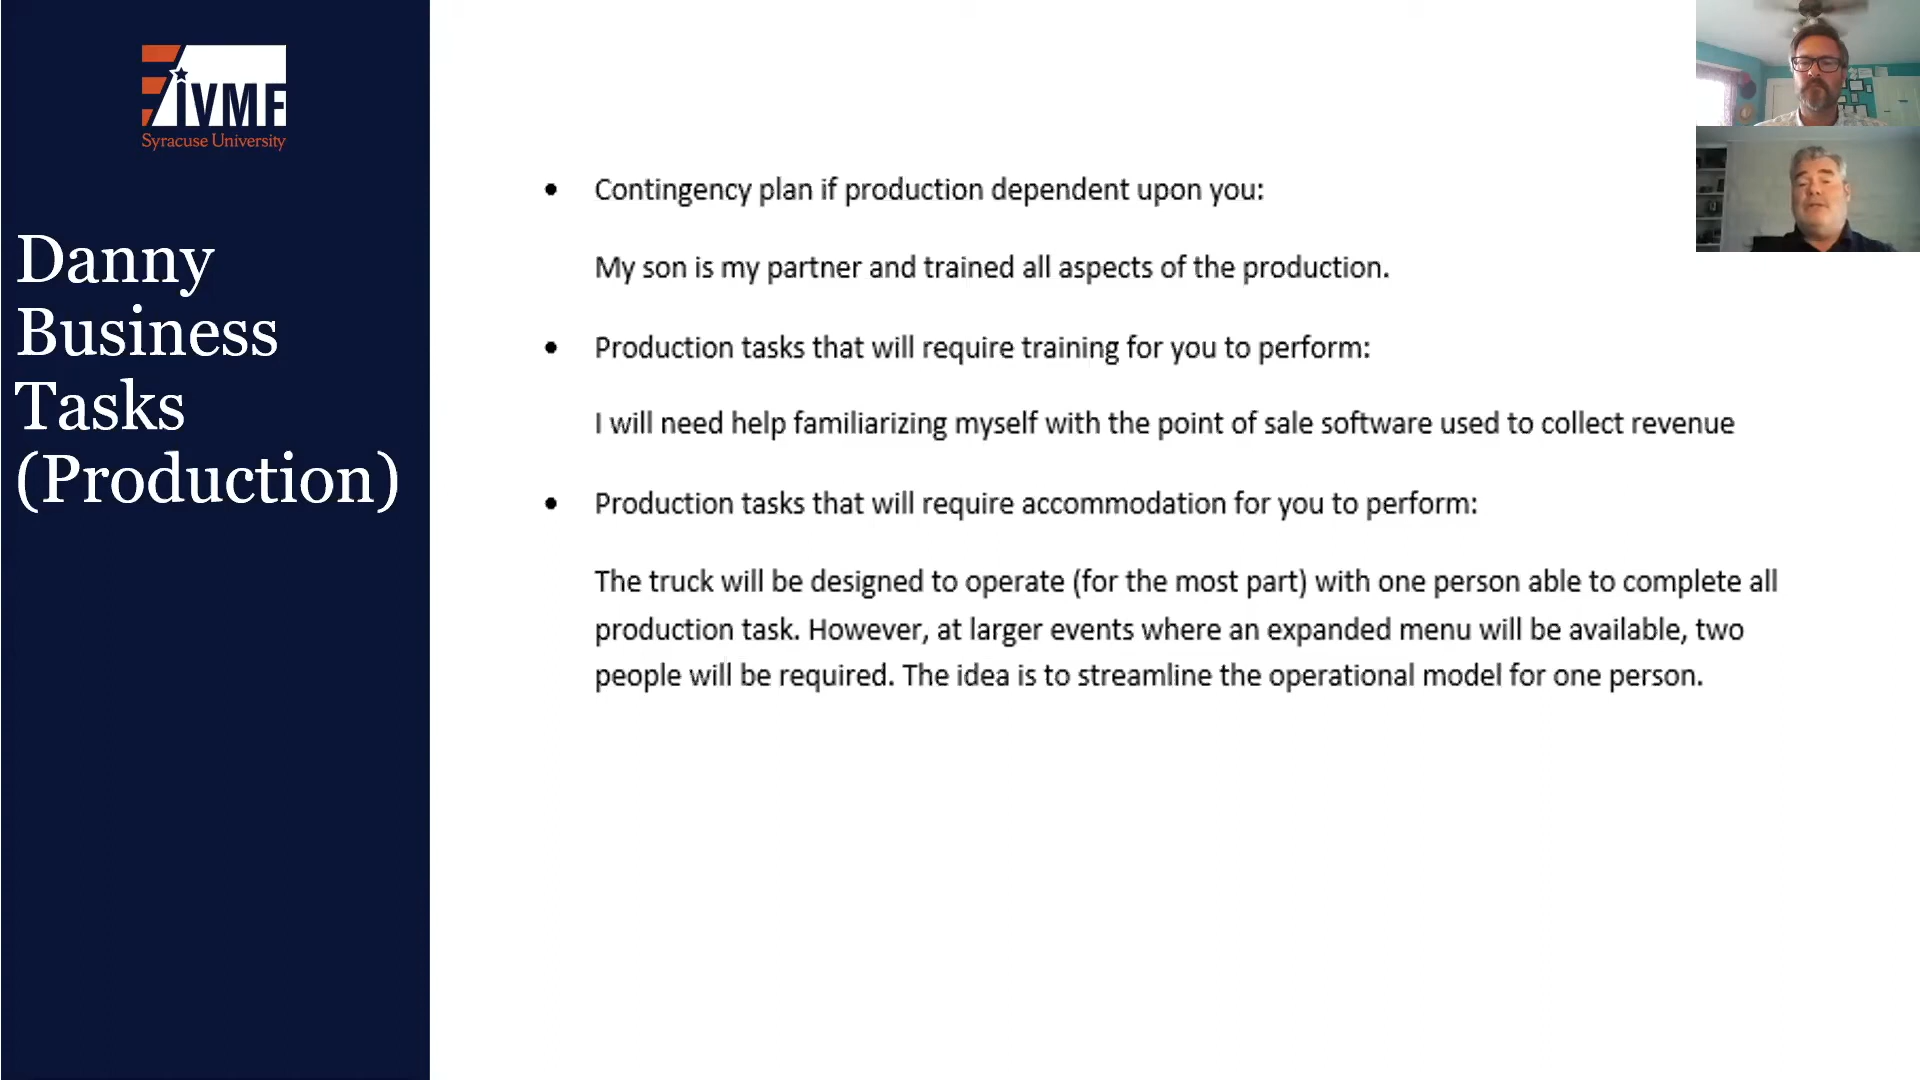 IVMF
Syracuse University
Danny
Business
Tasks
(Production)
• Contingency plan if production dependent upon you:
My son is my partner and trained all aspects of the production.
• Production tasks that will require training for you to perform:
I will need help familiarizing myself with the point of sale software used to collect revenue
• Production tasks that will require accommodation for you to perform:
The truck will be designed to operate (for the most part) with one person able to complete all
production task. However, at larger events where an expanded menu will be available, two
people will be required. The idea is to streamline the operational model for one person.